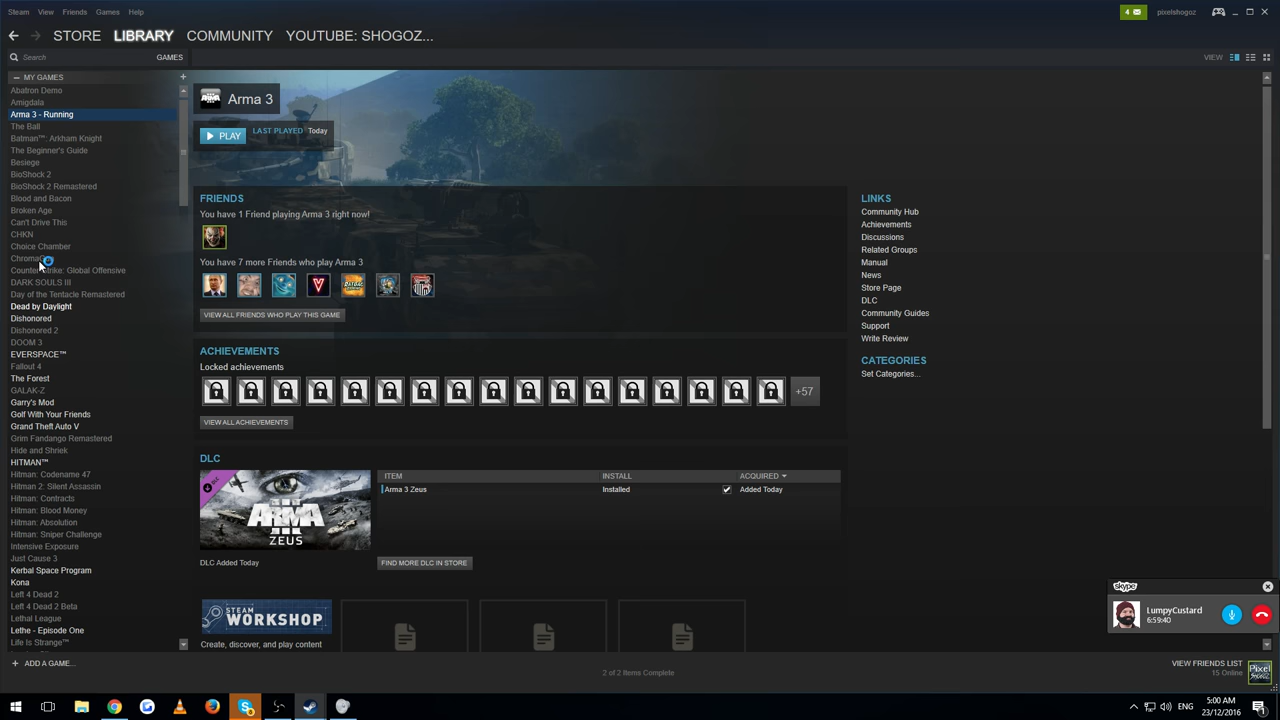 Steam View Friends Games Help
4
pixelshogoz
STORE LIBRARY COMMUNITY YOUTUBE: SHOGOZ...
Search
GAMES
VIEW
MY GAMES
Abatron Demo
Amigdala
Arma 3 - Running
The Ball
Batman™: Arkham Knight
The Beginner's Guide
Besiege
BioShock 2
BioShock 2 Remastered
Blood and Bacon
Broken Age
Can't Drive This
CHKN
Choice Chamber
Counter-Strike: Global Offensive
DARK SOULS III
Day of the Tentacle Remastered
Dead by Daylight
Dishonored
Dishonored 2
DOOM 3
EVERSPACE™
Fallout 4
The Forest
GALAK-Z
Garry's Mod
Golf With Your Friends
Grand Theft Auto V
Grim Fandango Remastered
Hide and Shriek
HITMAN™
Hitman: Codename 47
Hitman 2: Silent Assassin
Hitman: Contracts
Hitman: Blood Money
Hitman: Absolution
Hitman: Sniper Challenge
Intensive Exposure
Just Cause 3
Kerbal Space Program
Kona
Left 4 Dead 2
Left 4 Dead 2 Beta
Lethal League
Lethe - Episode One
Life Is Strange™
ADD A GAME...
Arma 3
PLAY
LAST PLAYED Today
FRIENDS
You have 1 Friend playing Arma 3 right now!
You have 7 more Friends who play Arma 3
VIEW ALL FRIENDS WHO PLAY THIS GAME
ACHIEVEMENTS
Locked achievements
+57
VIEW ALL ACHIEVEMENTS
DLC
ARMA
III
ZEUS
DLC Added Today
ITEM INSTALL ACQUIRED
Arma 3 Zeus Installed Added Today
FIND MORE DLC IN STORE
STEAM
WORKSHOP
Create, discover, and play content
LINKS
Community Hub
Achievements
Discussions
Related Groups
Manual
News
Store Page
DLC
Community Guides
Support
Write Review
CATEGORIES
Set Categories...
skype
LumpyCustard
6:59:40
2 of 2 Items Complete
VIEW FRIENDS LIST
15 Online
Pixel
SHOGOZ
ENG
5:00 AM
23/12/2016
1